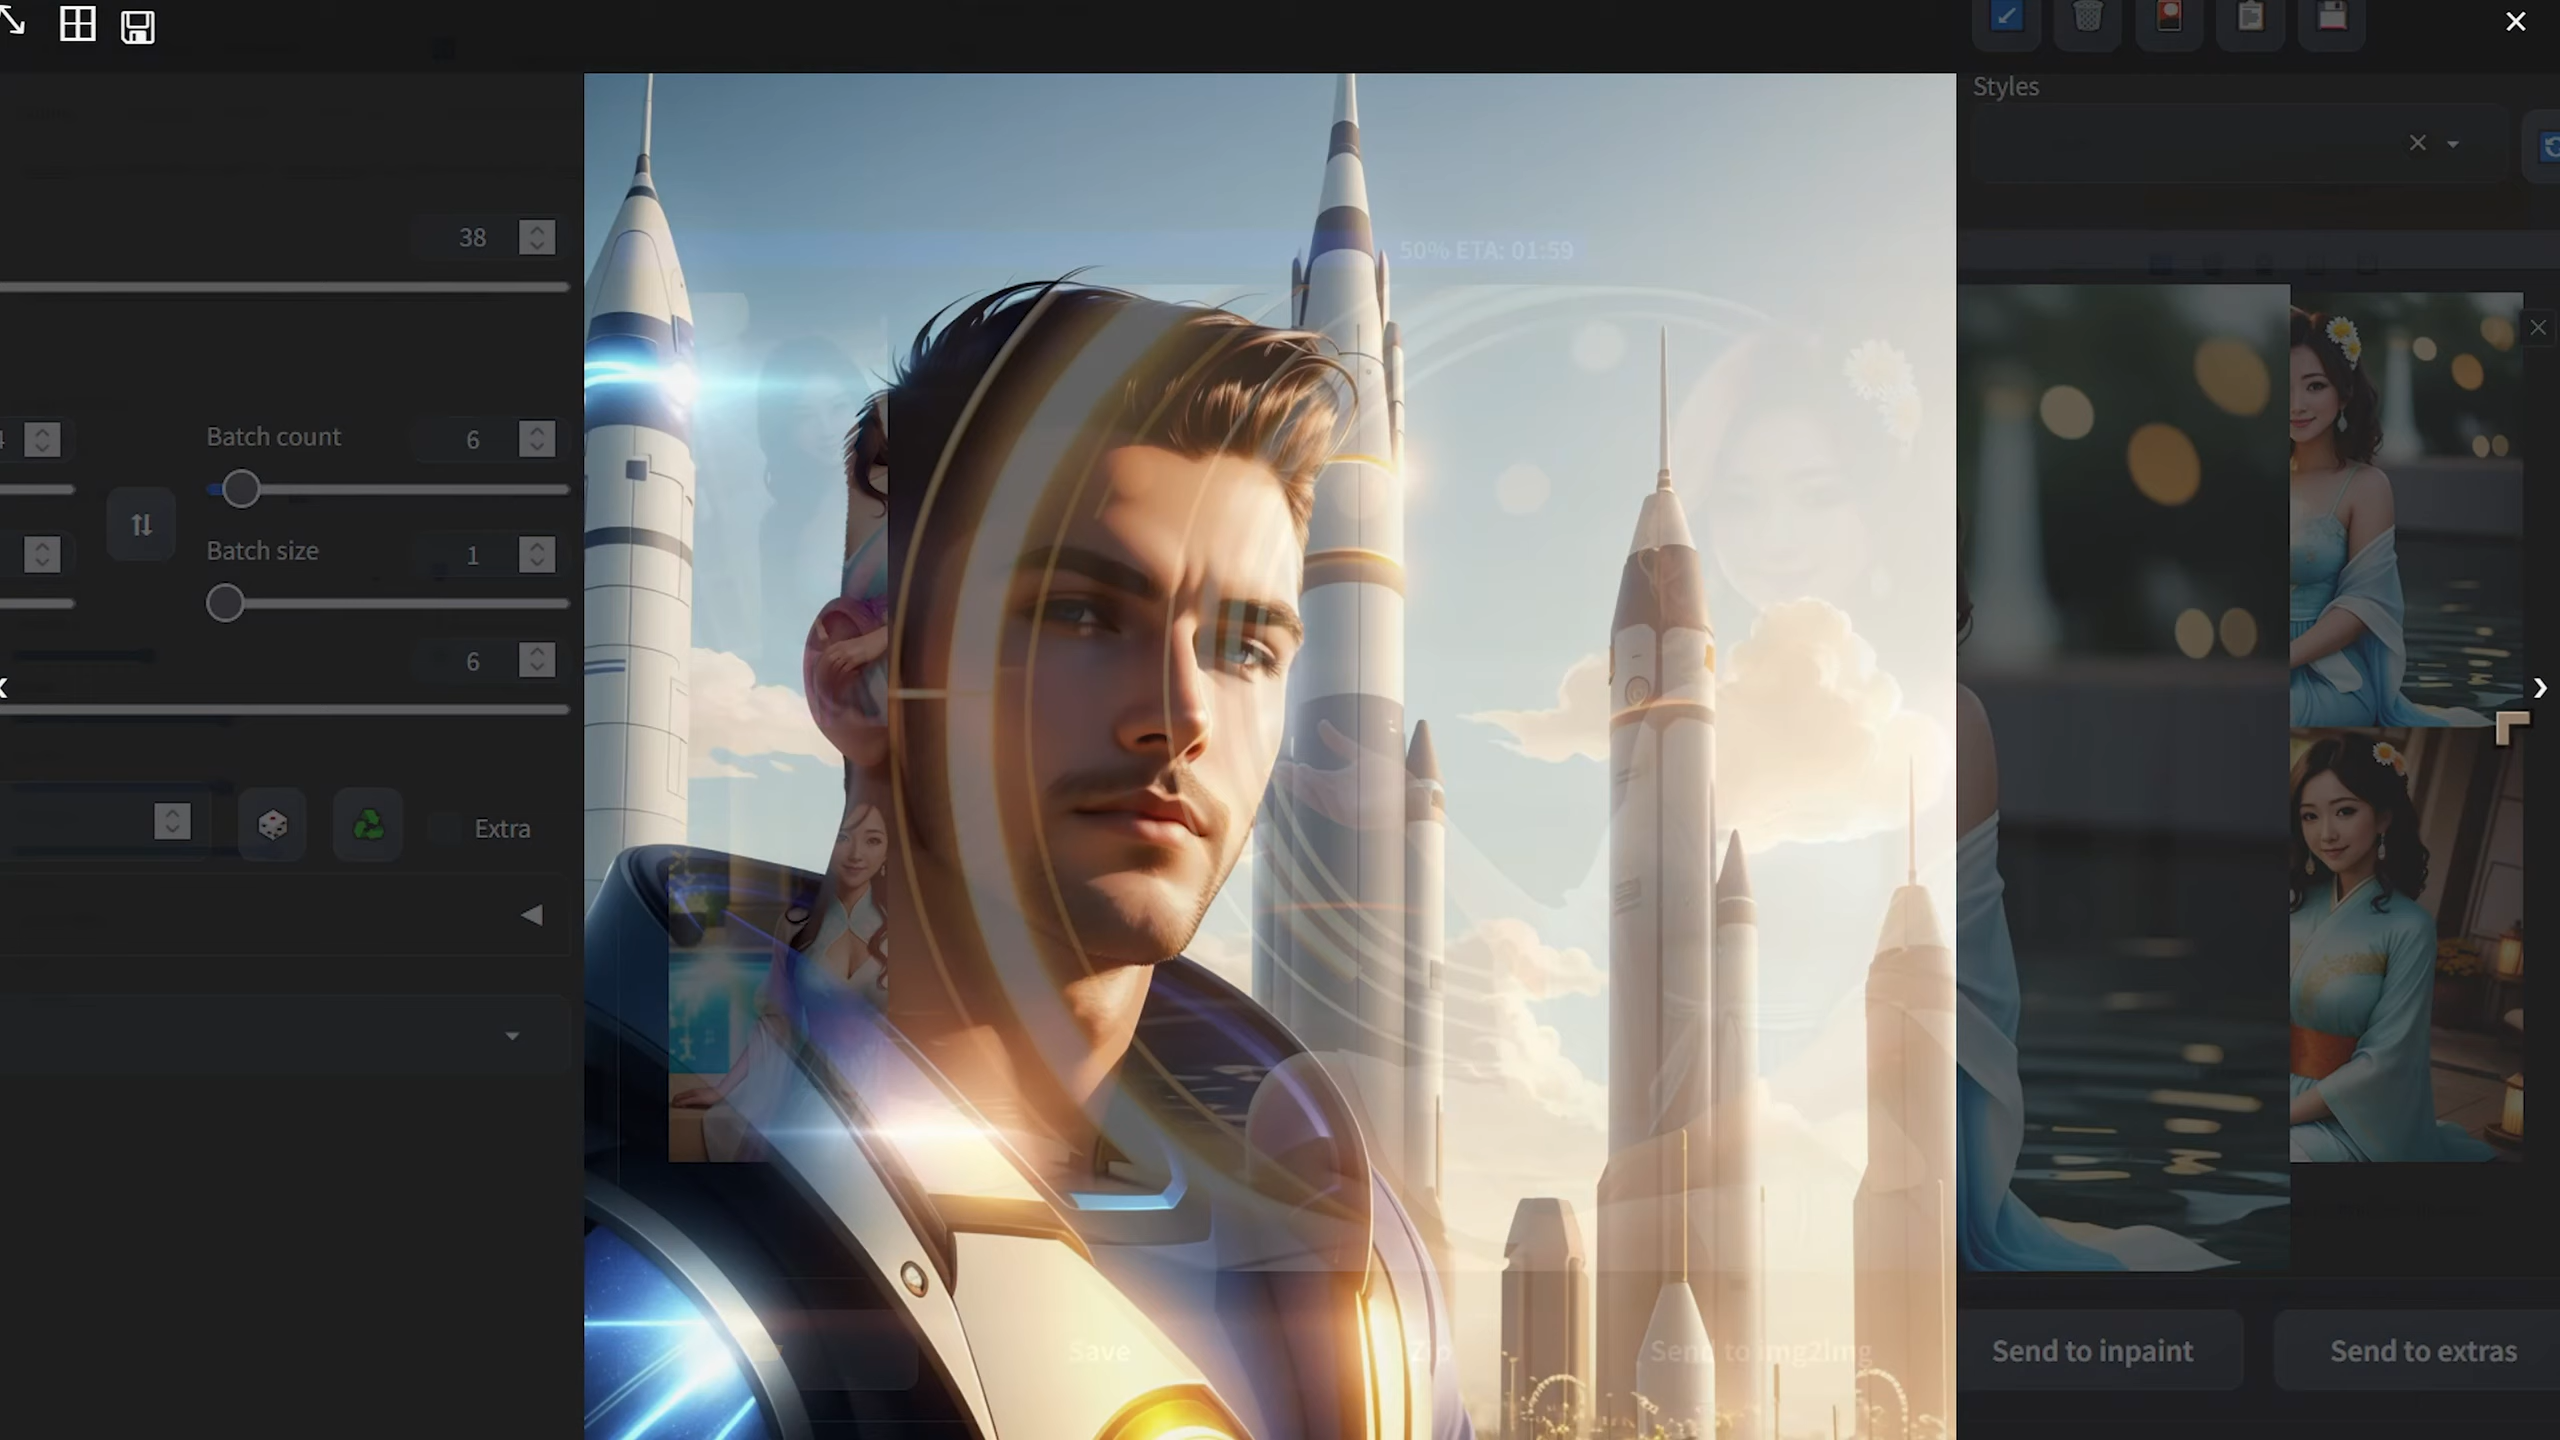 Styles
38
50% ETA: 01:59
Batch count 6
Batch size 1
6
Extra
Save
Zip
Send to img2img
Send to inpaint
Send to extras